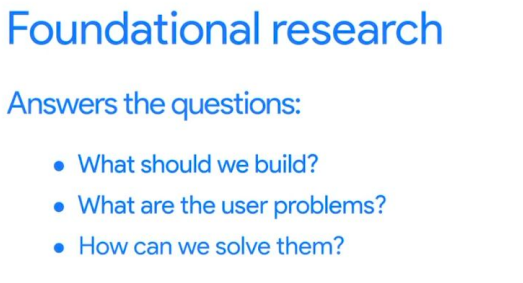 Foundational research
Answers the questions:
• What should we build?
• What are the user problems?
• How can we solve them?